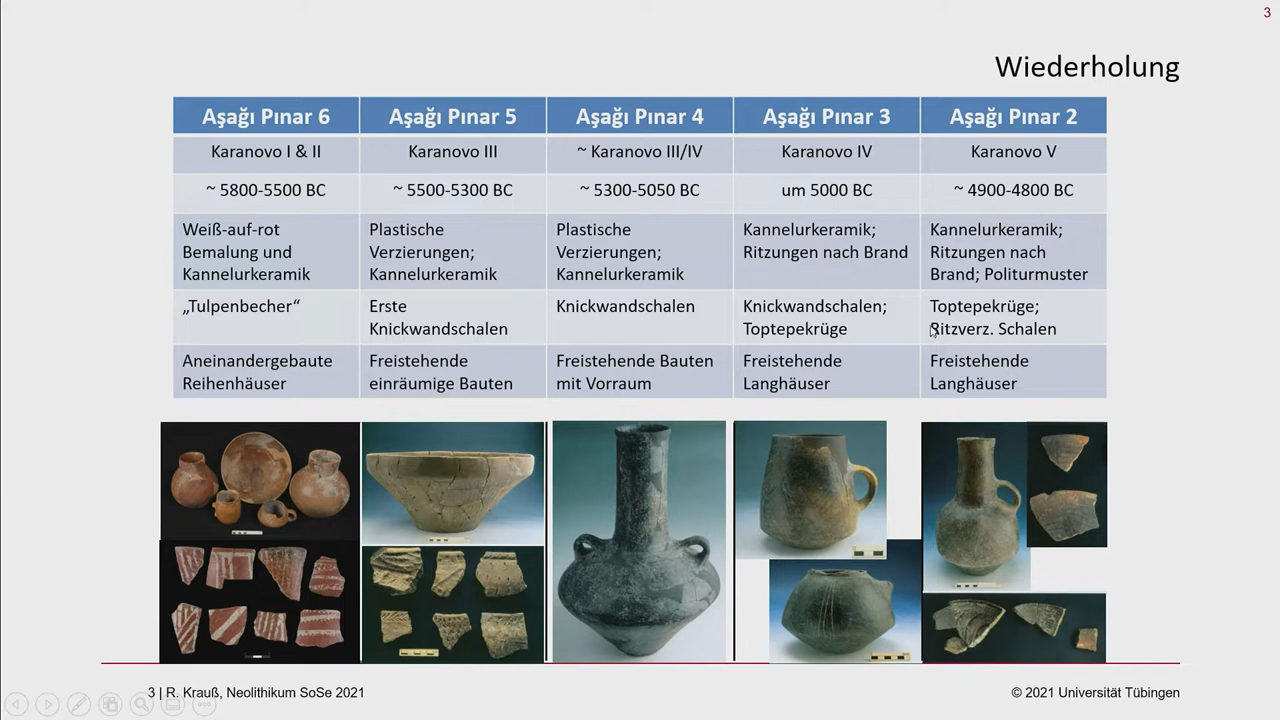 3
Wiederholung
Aşağı Pınar 6
Aşağı Pınar 5
Aşağı Pınar 4
Aşağı Pınar 3
Aşağı Pınar 2
Karanovo I & II
Karanovo III
~ Karanovo III/IV
Karanovo IV
Karanovo V
~ 5800-5500 BC
~ 5500-5300 BC
~ 5300-5050 BC
um 5000 BC
~ 4900-4800 BC
Weiß-auf-rot
Bemalung und
Kannelurkeramik
Plastische
Verzierungen;
Kannelurkeramik
Plastische
Verzierungen;
Kannelurkeramik
Kannelurkeramik;
Ritzungen nach Brand
Kannelurkeramik;
Ritzungen nach
Brand; Politurmuster
„Tulpenbecher“
Erste
Knickwandschalen
Knickwandschalen
Knickwandschalen;
Toptepekrüge
Toptepekrüge;
Ritzverz. Schalen
Aneinandergebaute
Reihenhäuser
Freistehende
einräumige Bauten
Freistehende Bauten
mit Vorraum
Freistehende
Langhäuser
Freistehende
Langhäuser
3 | R. Krauß, Neolithikum SoSe 2021
© 2021 Universität Tübingen